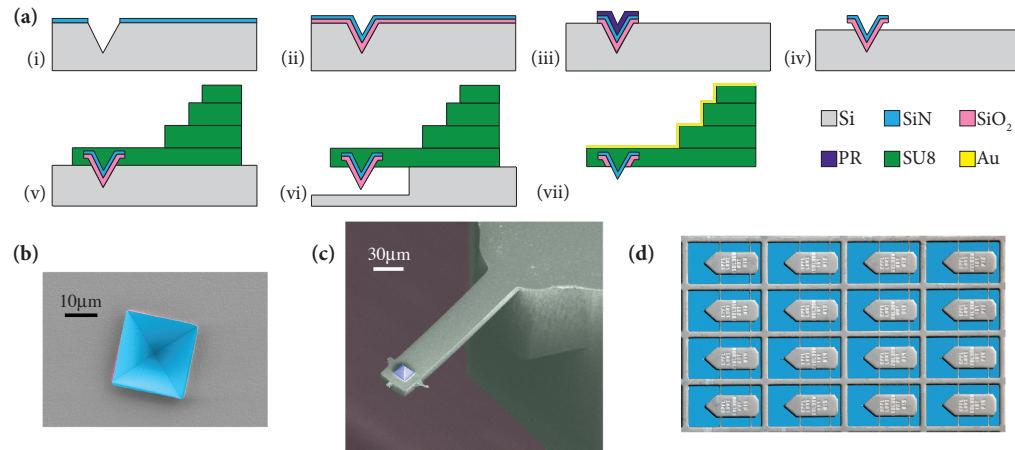 (a)
(i)
(ii)
(iii)
(iv)
Si
SiN
SiO₂
PR
SU8
Au
(v)
(vi)
(vii)
(b)
10μm
(c)
30μm
(d)